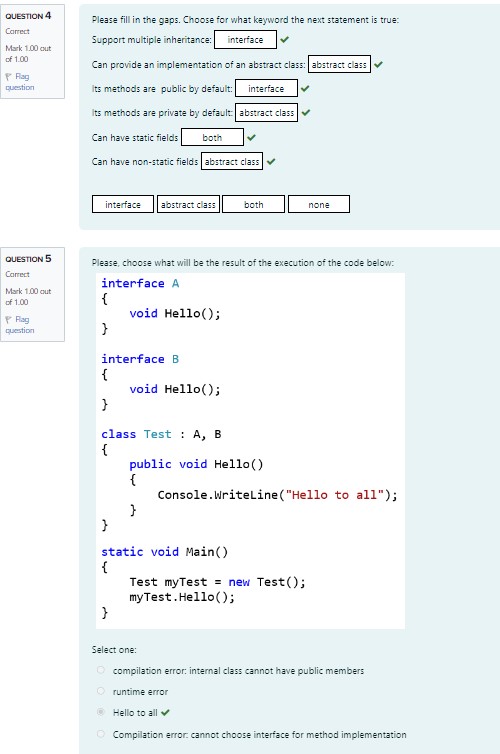 QUESTION 4
Correct
Mark 1.00 out
of 1.00
Flag
question
Please fill in the gaps. Choose for what keyword the next statement is true:
Support multiple inheritance: interface
Can provide an implementation of an abstract class: abstract class
Its methods are public by default: interface
Its methods are private by default: abstract class
Can have static fields both
Can have non-static fields abstract class
interface abstract class both none
QUESTION 5
Correct
Mark 1.00 out
of 1.00
Flag
question
Please, choose what will be the result of the execution of the code below:
interface A
{
void Hello();
}
interface B
{
void Hello();
}
class Test : A, B
{
public void Hello()
{
Console.WriteLine("Hello to all");
}
}
static void Main()
{
Test myTest = new Test();
myTest.Hello();
}
Select one:
compilation error: internal class cannot have public members
runtime error
Hello to all
Compilation error: cannot choose interface for method implementation